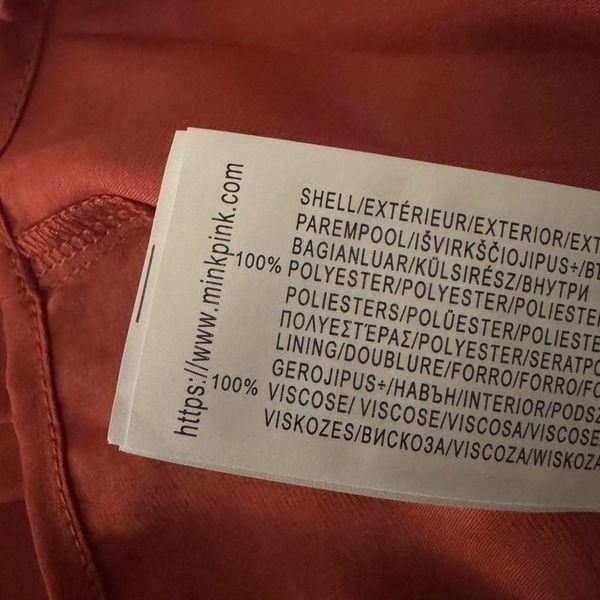 https://www.minkpink.com
SHELL/EXTÉRIEUR/EXTERIOR/EXT
PAREMPOOL/IŠVIRKŠČIOJIPUS÷/BЪ
BAGIANLUAR/KÜLSIRÉSZ/ВНУТРИ
100% POLYESTER/POLYESTER/POLIESTE
POLIESTERS/POLÜESTER/POLIESTE
ΠΟΛΥΕΣΤΈΡΑΣ/POLYESTER/SERATPO
LINING/DOUBLURE/FORRO/FORRO/FO
GEROJIPUS÷/НАВЪН/INTERIOR/PODSZ
100% VISCOSE/ VISCOSE/VISCOSA/VISCOSE
VISKOZES/ВИСКОЗА/VISCOZA/WISKOZA